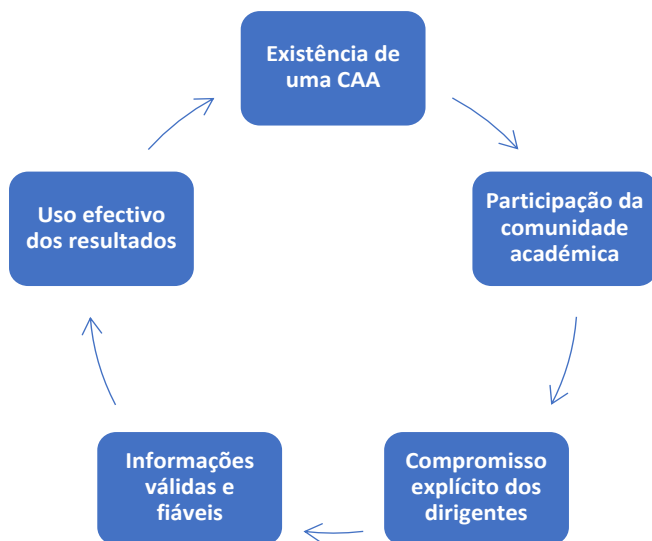 Existência de
uma CAA
Participação da
comunidade
académica
Compromisso
explícito dos
dirigentes
Informações
válidas e
fiáveis
Uso efectivo
dos resultados